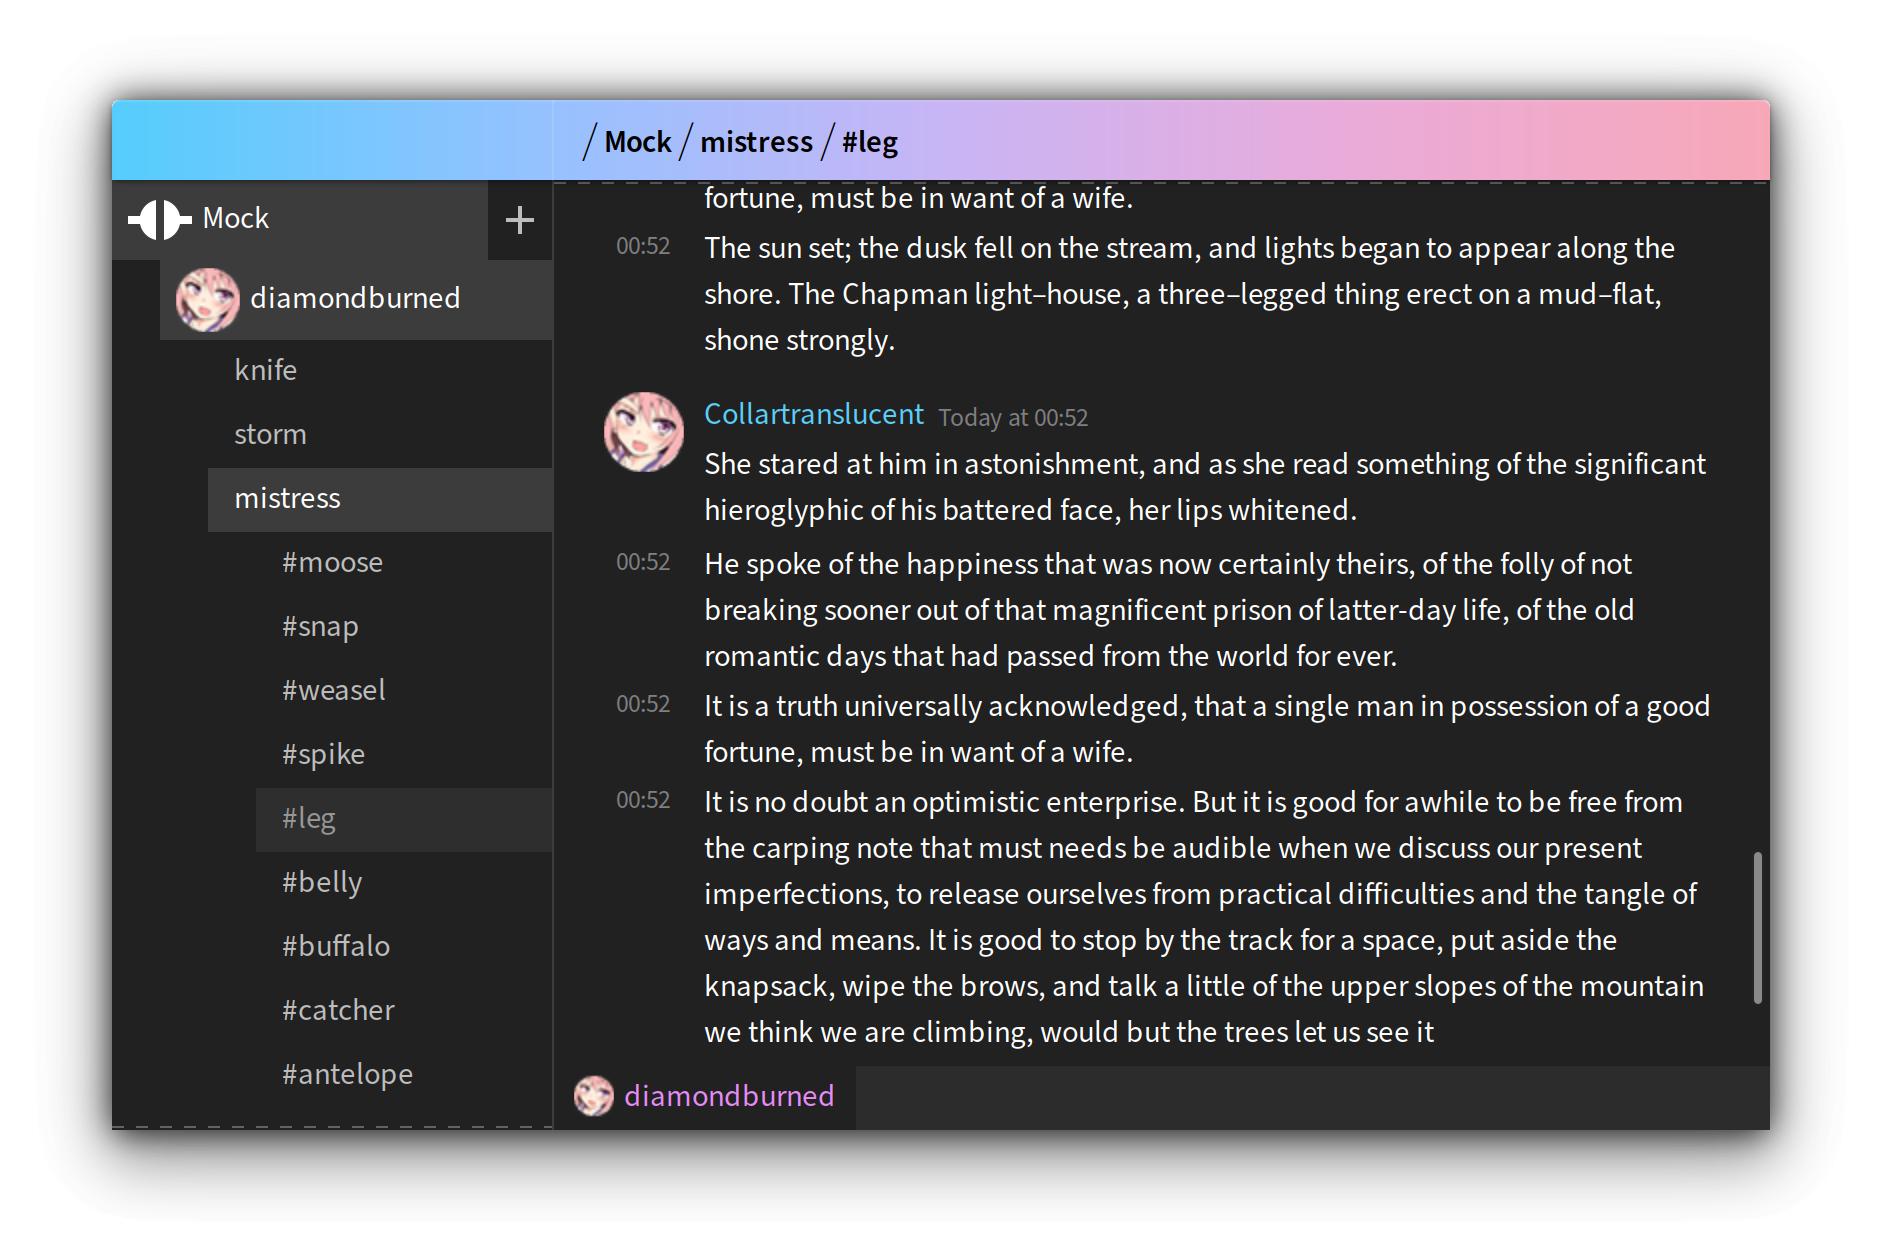 / Mock / mistress / #leg
Mock
+
diamondburned
knife
storm
mistress
#moose
#snap
#weasel
#spike
#leg
#belly
#buffalo
#catcher
#antelope
fortune, must be in want of a wife.
00:52 The sun set; the dusk fell on the stream, and lights began to appear along the
shore. The Chapman light–house, a three–legged thing erect on a mud–flat,
shone strongly.
Collartranslucent Today at 00:52
She stared at him in astonishment, and as she read something of the significant
hieroglyphic of his battered face, her lips whitened.
00:52 He spoke of the happiness that was now certainly theirs, of the folly of not
breaking sooner out of that magnificent prison of latter-day life, of the old
romantic days that had passed from the world for ever.
00:52 It is a truth universally acknowledged, that a single man in possession of a good
fortune, must be in want of a wife.
00:52 It is no doubt an optimistic enterprise. But it is good for awhile to be free from
the carping note that must needs be audible when we discuss our present
imperfections, to release ourselves from practical difficulties and the tangle of
ways and means. It is good to stop by the track for a space, put aside the
knapsack, wipe the brows, and talk a little of the upper slopes of the mountain
we think we are climbing, would but the trees let us see it
diamondburned